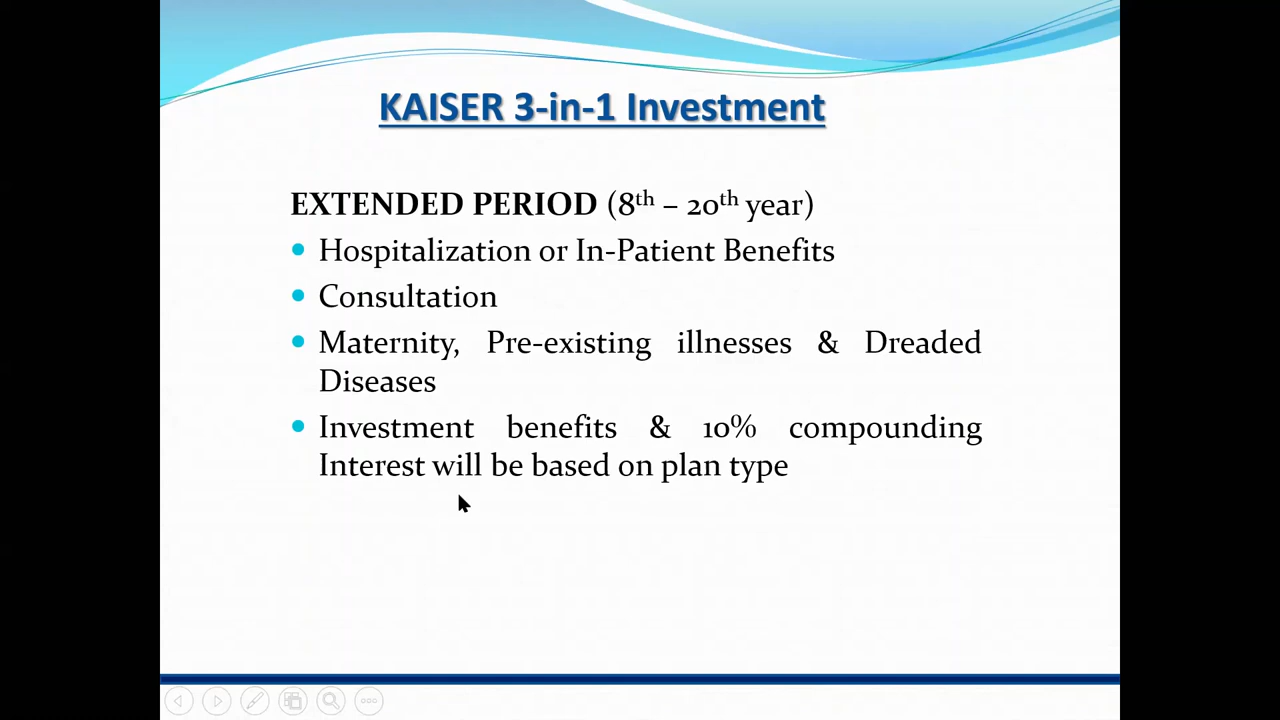 KAISER 3-in-1 Investment
EXTENDED PERIOD (8th – 20th year)
• Hospitalization or In-Patient Benefits
• Consultation
• Maternity, Pre-existing illnesses & Dreaded
Diseases
• Investment benefits & 10% compounding
Interest will be based on plan type